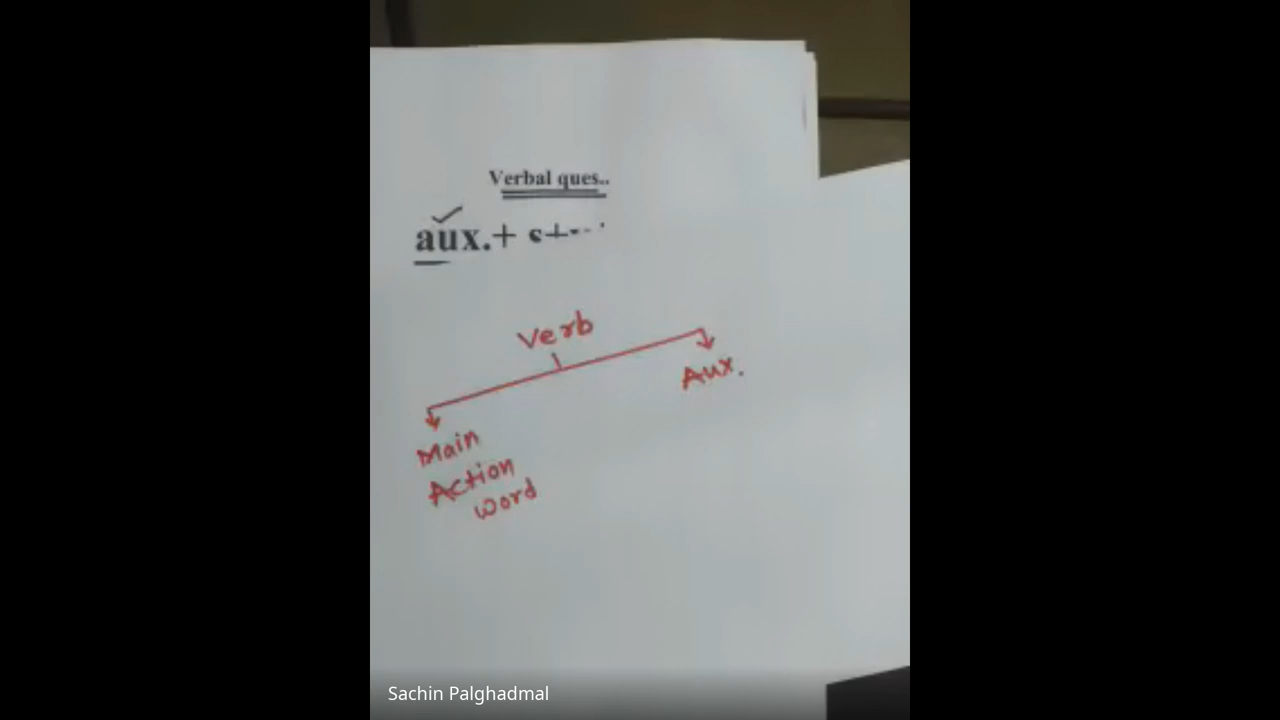 Verbal ques..
aux.+
Verb
Aux.
Main
Action
Word
Sachin Palghadmal